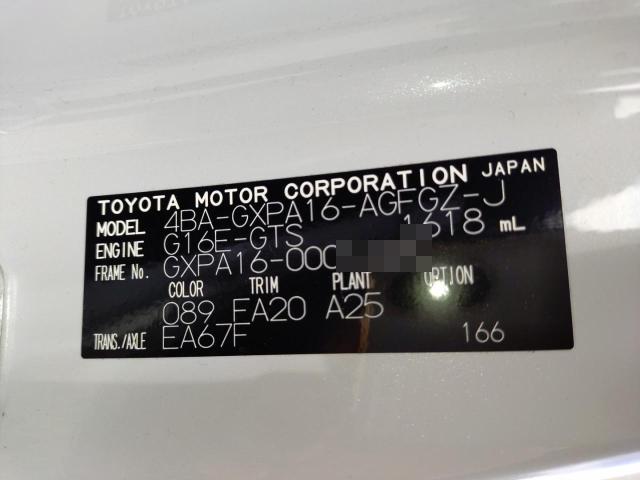 TOYOTA MOTOR CORPORATION JAPAN
MODEL 4BA-GXPA16-AGFGZ-J
ENGINE G16E-GTS 1618 mL
FRAME No. GXPA16-000
COLOR TRIM PLANT OPTION
089 EA20 A25
TRANS./AXLE EA67F 166